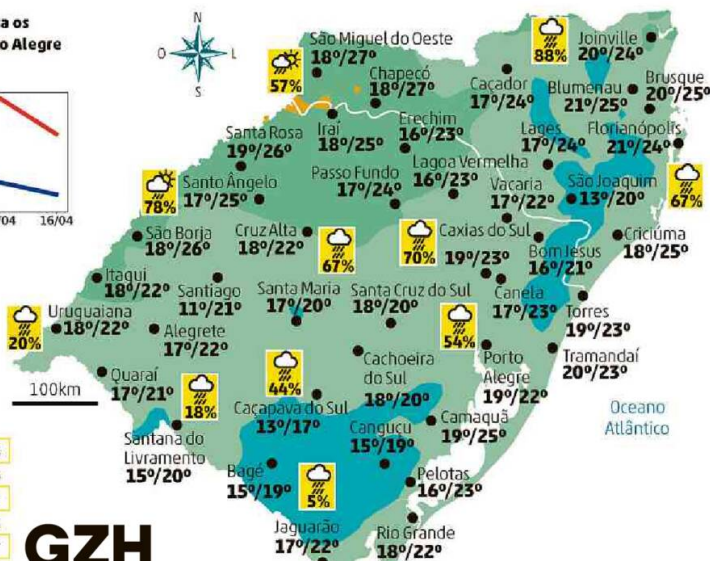 a os
o Alegre
/04
16/04
N
O
L
S
São Miguel do Oeste
18º/27º
57%
Chapecó
18º/27º
88%
Joinville
20º/24º
Caçador
17º/24º
Blumenau
21º/25º
Brusque
20º/25º
Iraí
18º/25º
Erechim
16º/23º
Lages
17º/24º
Florianópolis
21º/24º
Santa Rosa
19º/26º
Lagoa Vermelha
16º/23º
Passo Fundo
17º/24º
78%
Santo Ângelo
17º/25º
Vacaria
17º/22º
São Joaquim
13º/20º
67%
São Borja
18º/26º
Cruz Alta
18º/22º
67%
70%
Caxias do Sul
19º/23º
Bom Jesus
16º/21º
Criciúma
18º/25º
Itaqui
18º/22º
Santiago
11º/21º
Santa Maria
17º/20º
Santa Cruz do Sul
18º/20º
Canela
17º/23º
Torres
19º/23º
20%
Uruguaiana
18º/22º
Alegrete
17º/22º
54%
Porto
Alegre
19º/22º
Tramandaí
20º/23º
Quaraí
17º/21º
100km
18%
44%
Cachoeira
do Sul
18º/20º
Caçapava do Sul
13º/17º
Camaquã
19º/25º
Oceano
Atlântico
Santana do
Livramento
15º/20º
Canguçu
15º/19º
Bagé
15º/19º
5%
Pelotas
16º/23º
Jaguarão
17º/22º
Rio Grande
18º/22º
GZH